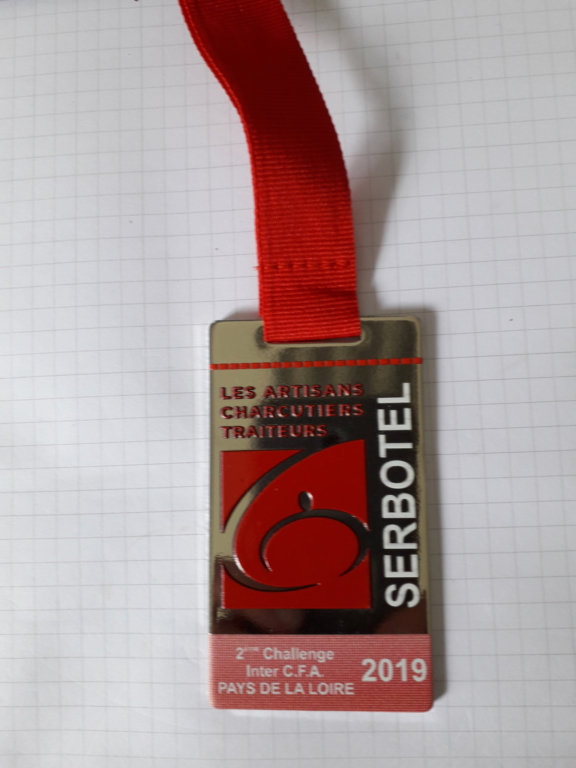 LES ARTISANS
CHARCUTIERS
TRAITEURS
SERBOTEL
2ème Challenge
Inter C.F.A.
PAYS DE LA LOIRE
2019